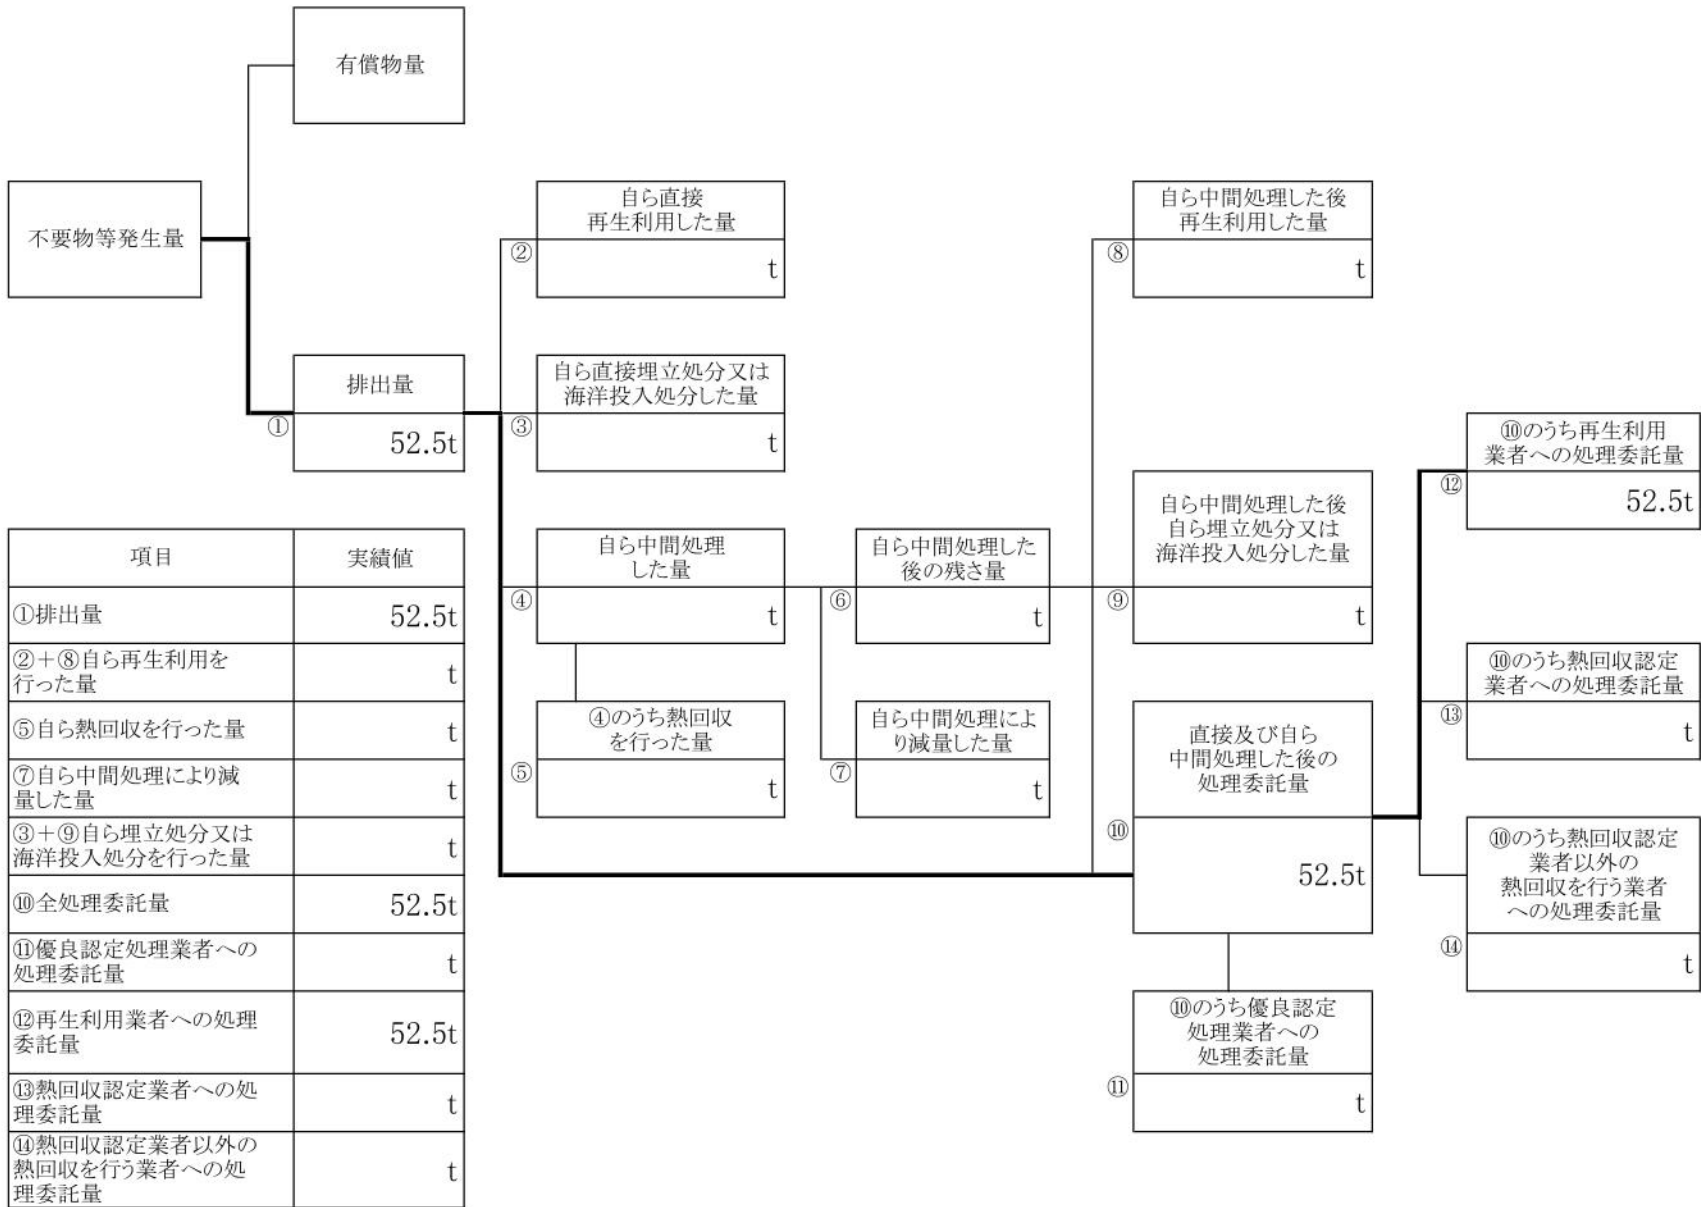 有償物量
不要物等発生量
自ら直接
再生利用した量
②
t
自ら中間処理した後
再生利用した量
⑧
t
排出量
①
52.5t
自ら直接埋立処分又は
海洋投入処分した量
③
t
⑩のうち再生利用
業者への処理委託量
⑫
52.5t
自ら中間処理した後
自ら埋立処分又は
海洋投入処分した量
⑨
t
自ら中間処理
した量
④
t
自ら中間処理した
後の残さ量
⑥
t
⑩のうち熱回収認定
業者への処理委託量
⑬
t
④のうち熱回収
を行った量
⑤
t
自ら中間処理によ
り減量した量
⑦
t
直接及び自ら
中間処理した後の
処理委託量
⑩
52.5t
⑩のうち熱回収認定
業者以外の
熱回収を行う業者
への処理委託量
⑭
t
⑩のうち優良認定
処理業者への
処理委託量
⑪
t
項目 実績値
①排出量 52.5t
②+⑧自ら再生利用を
行った量 t
⑤自ら熱回収を行った量 t
⑦自ら中間処理により減
量した量 t
③+⑨自ら埋立処分又は
海洋投入処分を行った量 t
⑩全処理委託量 52.5t
⑪優良認定処理業者への
処理委託量 t
⑫再生利用業者への処理
委託量 52.5t
⑬熱回収認定業者への処
理委託量 t
⑭熱回収認定業者以外の
熱回収を行う業者への処
理委託量 t